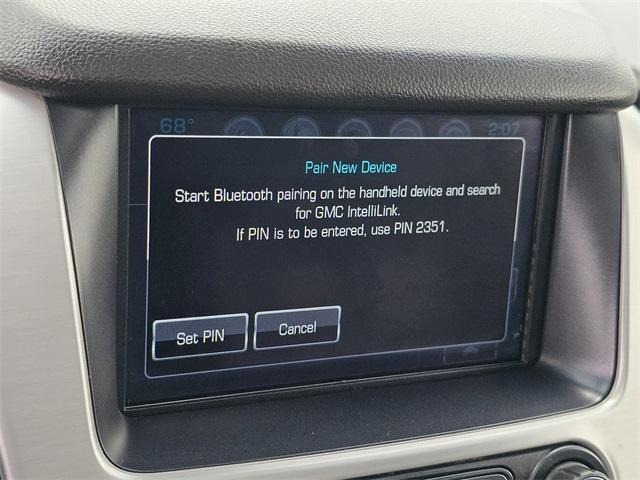 68° 2:07
Pair New Device
Start Bluetooth pairing on the handheld device and search
for GMC IntelliLink.
If PIN is to be entered, use PIN 2351.
Set PIN Cancel